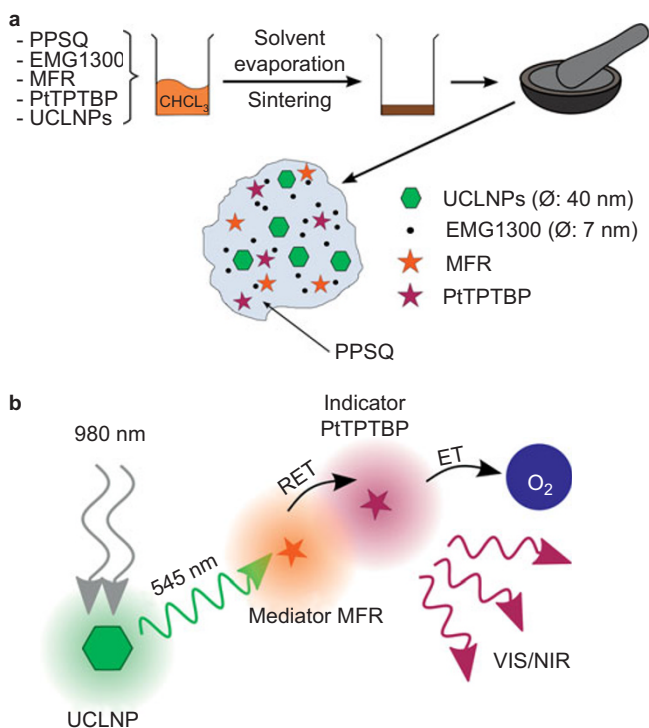 a
- PPSQ
- EMG1300
- MFR
- PtTPTBP
- UCLNPs
CHCL3
Solvent
evaporation
Sintering
UCLNPs (Ø: 40 nm)
EMG1300 (Ø: 7 nm)
MFR
PtTPTBP
PPSQ
b
980 nm
Indicator
PtTPTBP
RET
ET
O2
545 nm
Mediator MFR
VIS/NIR
UCLNP